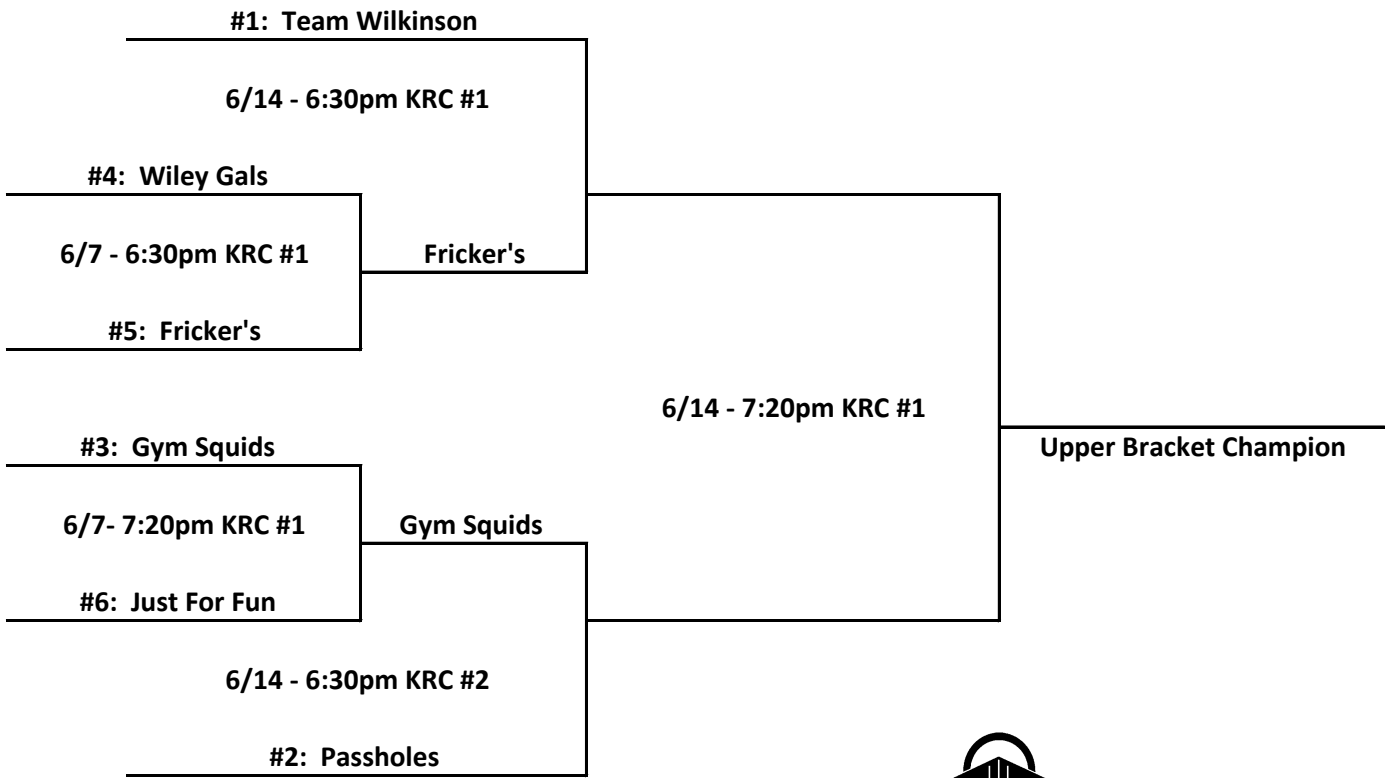 #1: Team Wilkinson
6/14 - 6:30pm KRC #1
#4: Wiley Gals
6/7 - 6:30pm KRC #1
Fricker's
#5: Fricker's
6/14 - 7:20pm KRC #1
#3: Gym Squids
Upper Bracket Champion
6/7- 7:20pm KRC #1
Gym Squids
#6: Just For Fun
6/14 - 6:30pm KRC #2
#2: Passholes